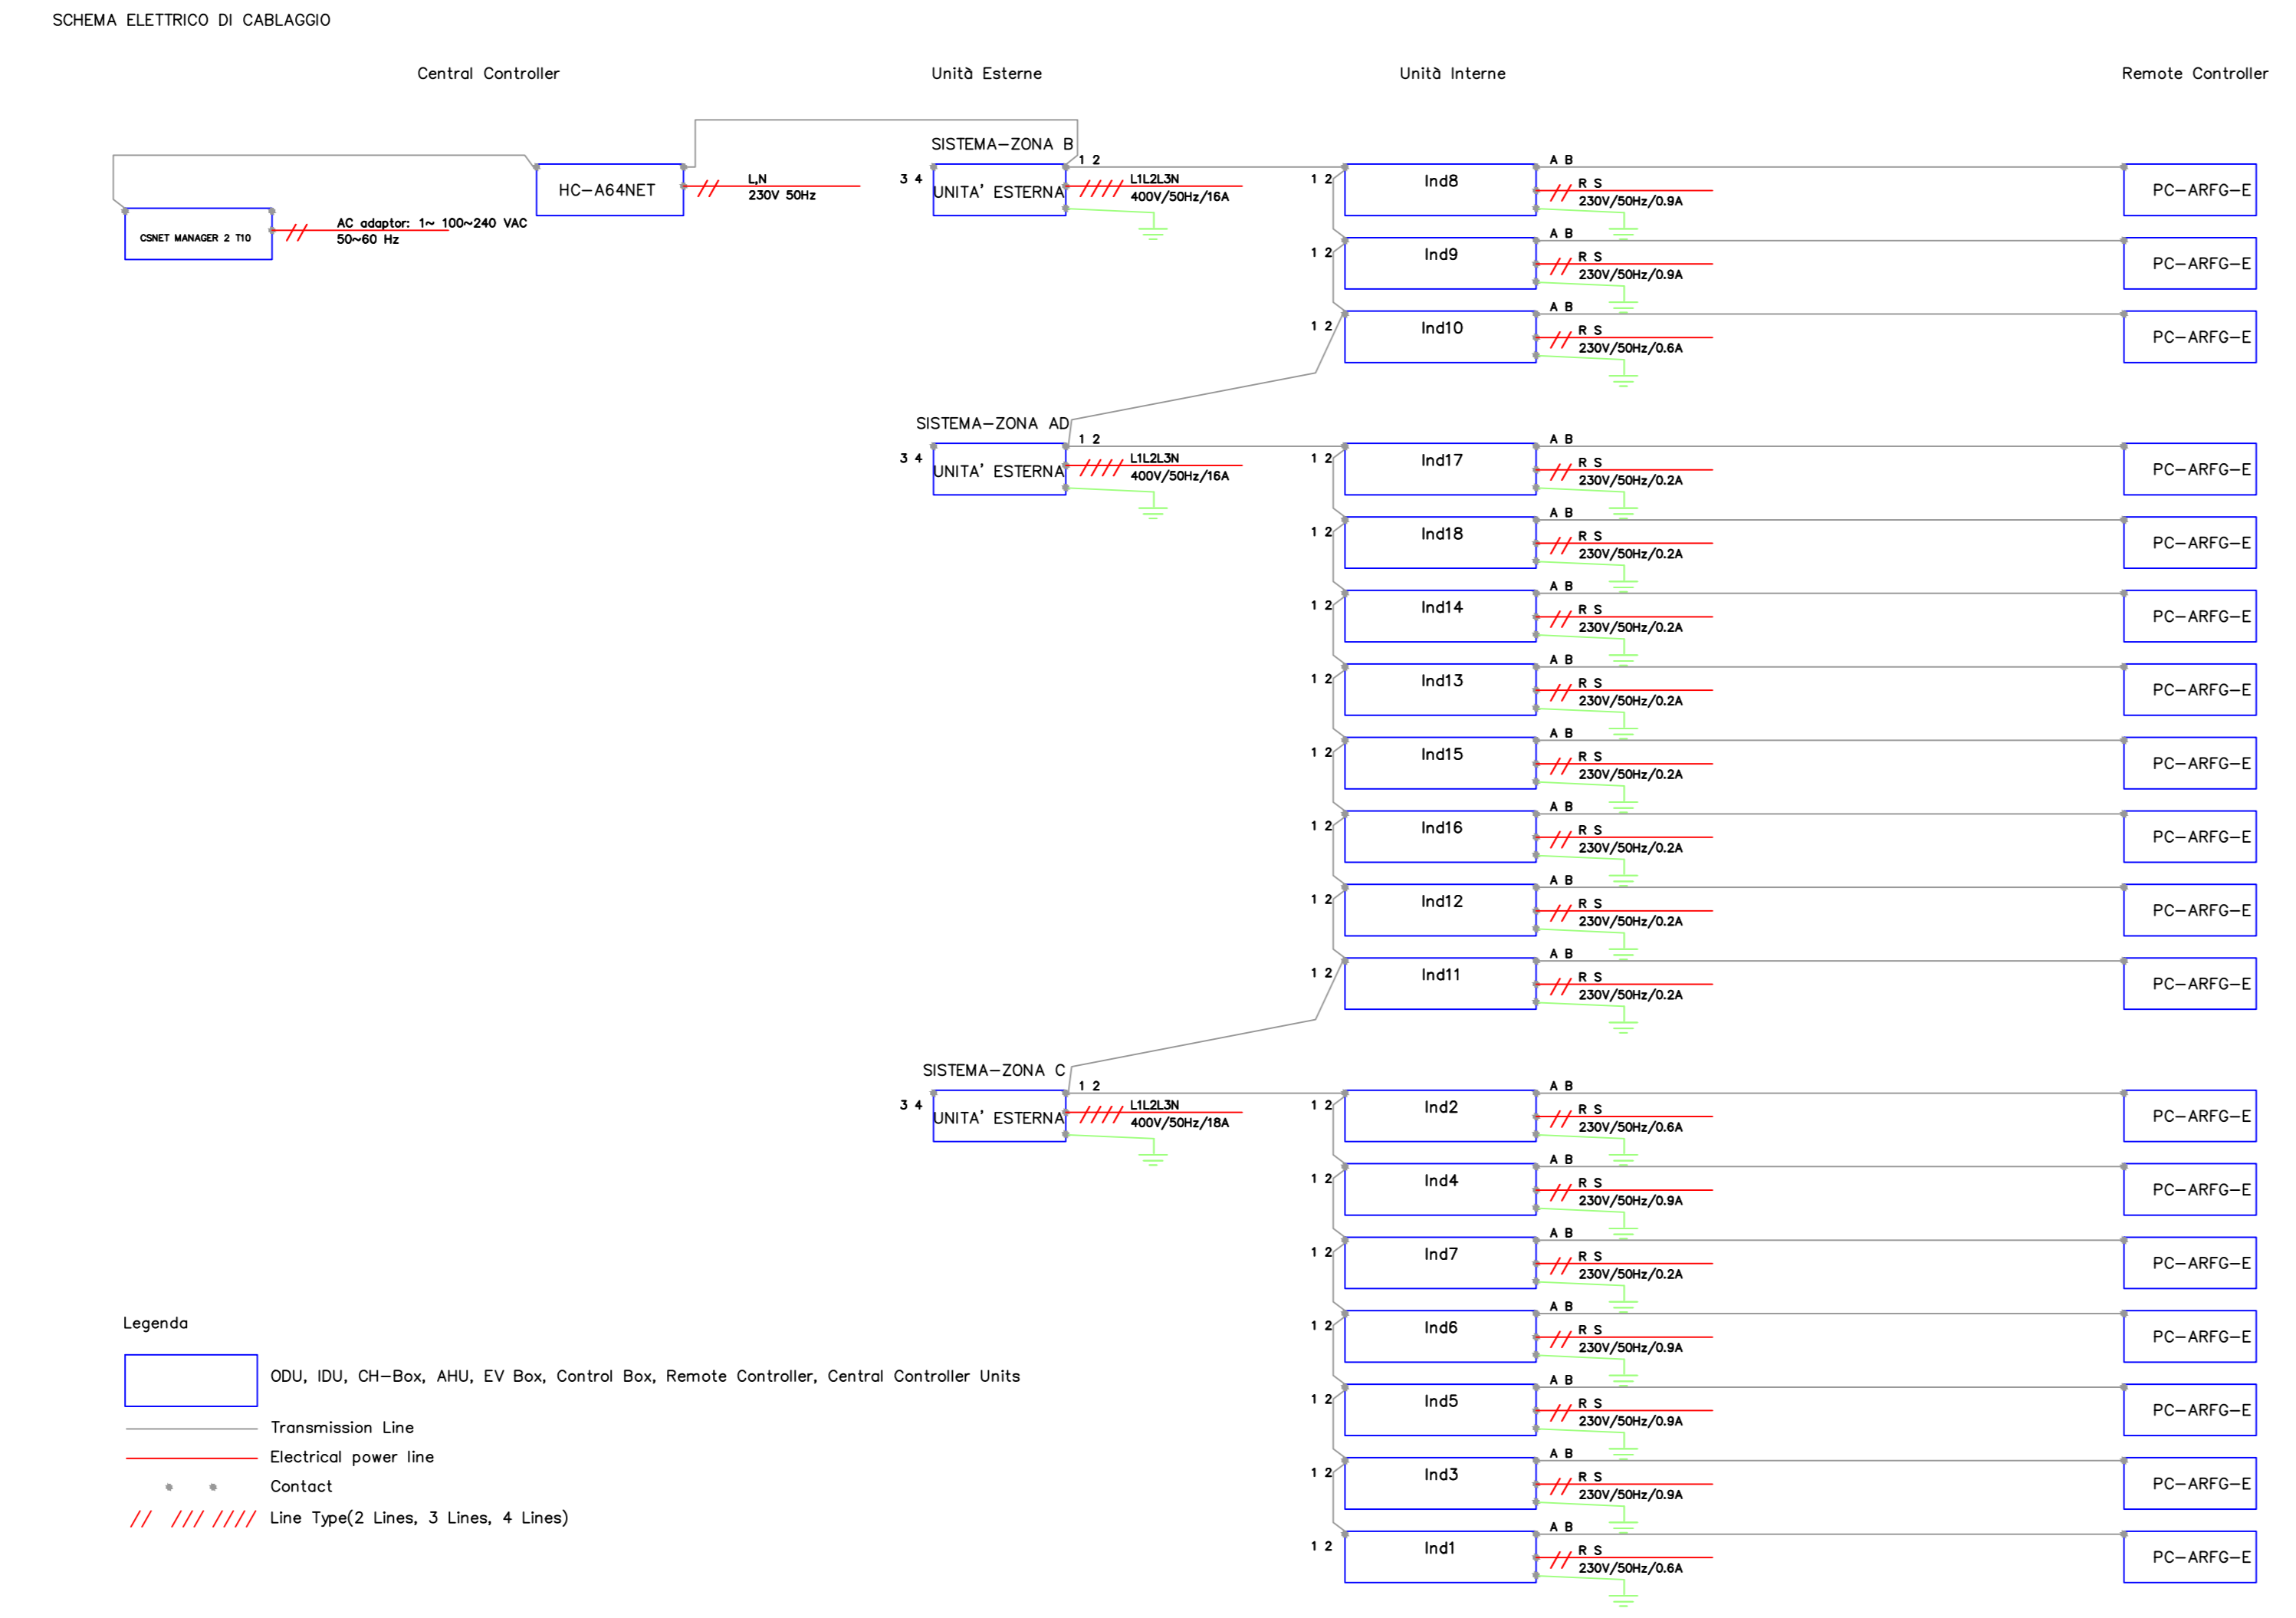 SCHEMA ELETTRICO DI CABLAGGIO
Central Controller
Unità Esterne
Unità Interne
Remote Controller
CSNET MANAGER 2 T10
AC adaptor: 1~ 100~240 VAC
50~60 Hz
HC-A64NET
L,N
230V 50Hz
SISTEMA-ZONA B
3 4
UNITA' ESTERNA
1 2
L1L2L3N
400V/50Hz/16A
1 2
Ind8
A B
R S
230V/50Hz/0.9A
PC-ARFG-E
1 2
Ind9
A B
R S
230V/50Hz/0.9A
PC-ARFG-E
1 2
Ind10
A B
R S
230V/50Hz/0.6A
PC-ARFG-E
SISTEMA-ZONA AD
3 4
UNITA' ESTERNA
1 2
L1L2L3N
400V/50Hz/16A
1 2
Ind17
A B
R S
230V/50Hz/0.2A
PC-ARFG-E
1 2
Ind18
A B
R S
230V/50Hz/0.2A
PC-ARFG-E
1 2
Ind14
A B
R S
230V/50Hz/0.2A
PC-ARFG-E
1 2
Ind13
A B
R S
230V/50Hz/0.2A
PC-ARFG-E
1 2
Ind15
A B
R S
230V/50Hz/0.2A
PC-ARFG-E
1 2
Ind16
A B
R S
230V/50Hz/0.2A
PC-ARFG-E
1 2
Ind12
A B
R S
230V/50Hz/0.2A
PC-ARFG-E
1 2
Ind11
A B
R S
230V/50Hz/0.2A
PC-ARFG-E
SISTEMA-ZONA C
3 4
UNITA' ESTERNA
1 2
L1L2L3N
400V/50Hz/18A
1 2
Ind2
A B
R S
230V/50Hz/0.6A
PC-ARFG-E
1 2
Ind4
A B
R S
230V/50Hz/0.9A
PC-ARFG-E
1 2
Ind7
A B
R S
230V/50Hz/0.2A
PC-ARFG-E
1 2
Ind6
A B
R S
230V/50Hz/0.9A
PC-ARFG-E
1 2
Ind5
A B
R S
230V/50Hz/0.9A
PC-ARFG-E
1 2
Ind3
A B
R S
230V/50Hz/0.9A
PC-ARFG-E
1 2
Ind1
A B
R S
230V/50Hz/0.6A
PC-ARFG-E
Legenda
ODU, IDU, CH-Box, AHU, EV Box, Control Box, Remote Controller, Central Controller Units
Transmission Line
Electrical power line
Contact
Line Type(2 Lines, 3 Lines, 4 Lines)